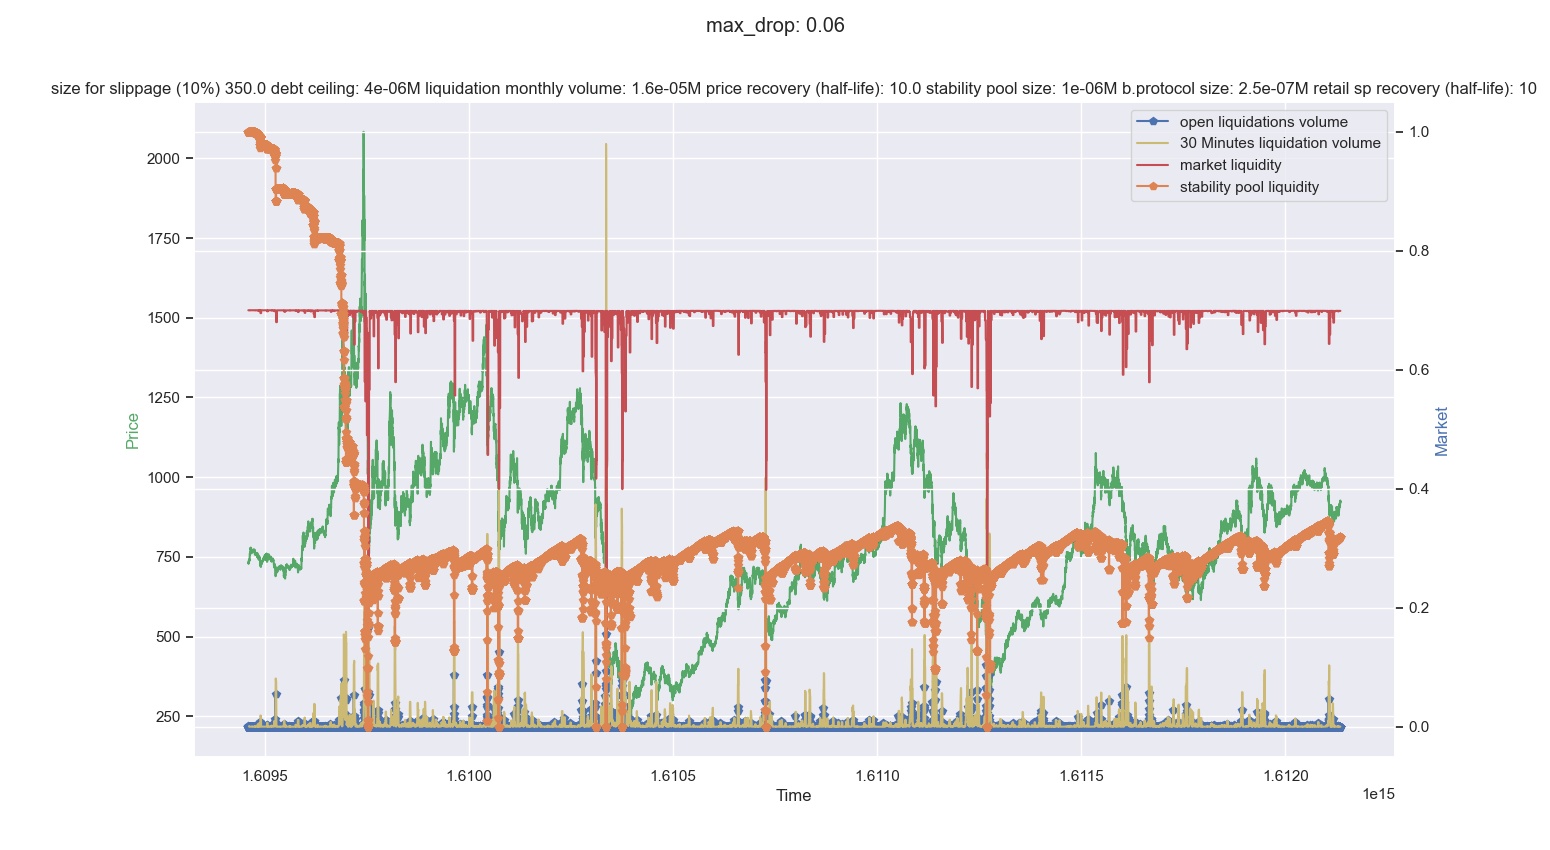 max_drop: 0.06
size for slippage (10%) 350.0 debt ceiling: 4e-06M liquidation monthly volume: 1.6e-05M price recovery (half-life): 10.0 stability pool size: 1e-06M b.protocol size: 2.5e-07M retail sp recovery (half-life): 10
open liquidations volume
30 Minutes liquidation volume
market liquidity
stability pool liquidity
2000
1750
1500
1250
1000
750
500
250
Price
1.0
0.8
0.6
0.4
0.2
0.0
Market
1.6095 1.6100 1.6105 1.6110 1.6115 1.6120
Time
1e15